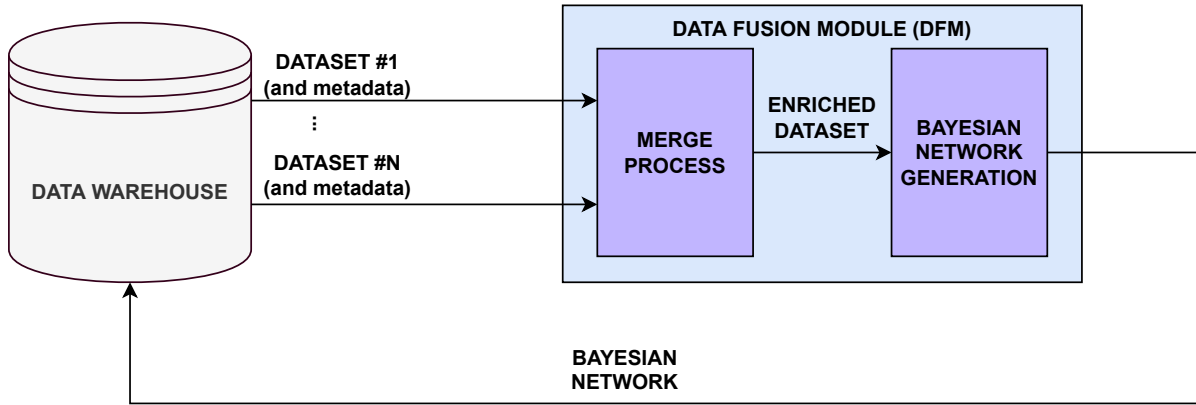 DATA FUSION MODULE (DFM)
DATASET #1
(and metadata)
...
DATASET #N
(and metadata)
DATA WAREHOUSE
MERGE
PROCESS
ENRICHED
DATASET
BAYESIAN
NETWORK
GENERATION
BAYESIAN
NETWORK